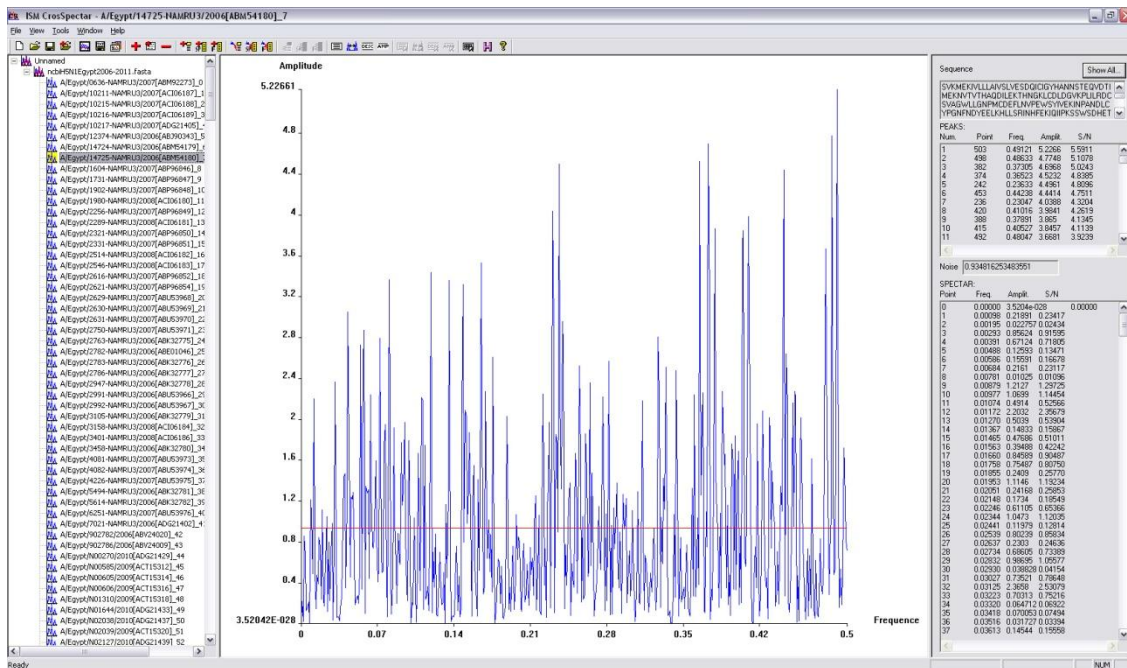 ISM CrosSpectar - A/Egypt/14725-NAMRU3/2006[ABM54180]_7
File View Tools Help
Unnamed
ncbiH5N1Egypt2006-2011.fasta
A/Egypt/0636-NAMRU3/2007[ABM92273]_0
A/Egypt/10211-NAMRU3/2007[ACI06187]_1
A/Egypt/10215-NAMRU3/2007[ACI06188]_2
A/Egypt/10216-NAMRU3/2007[ACI06189]_3
A/Egypt/10217-NAMRU3/2007[ADG21405]_4
A/Egypt/12374-NAMRU3/2006[ABJ90343]_5
A/Egypt/14724-NAMRU3/2006[ABM54179]_6
A/Egypt/14725-NAMRU3/2006[ABM54180]_7
A/Egypt/1604-NAMRU3/2007[ABP96846]_8
A/Egypt/1731-NAMRU3/2007[ABP96847]_9
A/Egypt/1902-NAMRU3/2007[ABP96848]_10
A/Egypt/1980-NAMRU3/2008[ACI06180]_11
A/Egypt/2256-NAMRU3/2007[ABP96849]_12
A/Egypt/2289-NAMRU3/2008[ACI06181]_13
A/Egypt/2321-NAMRU3/2007[ABP96850]_14
A/Egypt/2331-NAMRU3/2007[ABP96851]_15
A/Egypt/2514-NAMRU3/2008[ACI06182]_16
A/Egypt/2546-NAMRU3/2008[ACI06183]_17
A/Egypt/2616-NAMRU3/2007[ABP96852]_18
A/Egypt/2621-NAMRU3/2007[ABP96854]_19
A/Egypt/2629-NAMRU3/2007[ABU53968]_20
A/Egypt/2630-NAMRU3/2007[ABU53969]_21
A/Egypt/2631-NAMRU3/2007[ABU53970]_22
A/Egypt/2750-NAMRU3/2007[ABU53971]_23
A/Egypt/2763-NAMRU3/2006[ABK32775]_24
A/Egypt/2782-NAMRU3/2006[ABE01046]_25
A/Egypt/2783-NAMRU3/2006[ABK32776]_26
A/Egypt/2786-NAMRU3/2006[ABK32777]_27
A/Egypt/2947-NAMRU3/2006[ABK32778]_28
A/Egypt/2991-NAMRU3/2006[ABU53966]_29
A/Egypt/2992-NAMRU3/2006[ABU53967]_30
A/Egypt/3105-NAMRU3/2006[ABK32779]_31
A/Egypt/3158-NAMRU3/2008[ACI06184]_32
A/Egypt/3401-NAMRU3/2008[ACI06186]_33
A/Egypt/3458-NAMRU3/2006[ABK32780]_34
A/Egypt/4081-NAMRU3/2007[ABU53973]_35
A/Egypt/4082-NAMRU3/2007[ABU53974]_36
A/Egypt/4226-NAMRU3/2007[ABU53975]_37
A/Egypt/5494-NAMRU3/2006[ABK32781]_38
A/Egypt/5614-NAMRU3/2006[ABK32782]_39
A/Egypt/6251-NAMRU3/2007[ABU53976]_40
A/Egypt/7021-NAMRU3/2006[ADG21402]_41
A/Egypt/902782/2006[ABV24020]_42
A/Egypt/902786/2006[ABV24009]_43
A/Egypt/N00270/2010[ADG21429]_44
A/Egypt/N00585/2009[ACT15312]_45
A/Egypt/N00605/2009[ACT15314]_46
A/Egypt/N00606/2009[ACT15316]_47
A/Egypt/N01310/2009[ACT15318]_48
A/Egypt/N01644/2010[ADG21433]_49
A/Egypt/N02038/2010[ADG21437]_50
A/Egypt/N02039/2009[ACT15320]_51
A/Egypt/N02127/2010[ADG21439]_52
Amplitude
5.22661
4.8
4.4
4
3.6
3.2
2.8
2.4
2
1.6
1.2
0.8
0.4
3.52042E-028
0 0.07 0.14 0.21 0.28 0.35 0.42 0.5
Frequence
Sequence
Show All...
SVKMEKIVLLLAIVSLVESDQICIGYHANNSTEQVDTI
MEKNVTVTHAQDILEKTHNGKLCDLDGVKPLILRDC
SVAGWLLGNPMCDEFLNVPEWSYIVEKINPANDLC
YPGNFNDYEELKHLLSRINHFEKIQIIPKSSWSDHET
PEAKS:
Num. Point Freq. Amplit. S/N
1 503 0.49121 5.2266 5.5911
2 498 0.48633 4.7748 5.1078
3 382 0.37305 4.6968 5.0243
4 374 0.36523 4.5232 4.8385
5 242 0.23633 4.4961 4.8096
6 453 0.44238 4.4414 4.7511
7 236 0.23047 4.0388 4.3204
8 420 0.41016 3.9841 4.2619
9 388 0.37891 3.865 4.1345
10 415 0.40527 3.8457 4.1139
11 492 0.48047 3.6681 3.9239
Noise 0.934816253483551
SPECTAR:
Point Freq. Amplit. S/N
0 0.00000 3.5204e-028 0.00000
1 0.00098 0.21891 0.23417
2 0.00195 0.022757 0.02434
3 0.00293 0.85624 0.91595
4 0.00391 0.67124 0.71805
5 0.00488 0.12593 0.13471
6 0.00586 0.15591 0.16678
7 0.00684 0.2161 0.23117
8 0.00781 0.01025 0.01096
9 0.00879 1.2127 1.29725
10 0.00977 1.0699 1.14454
11 0.01074 0.4914 0.52566
12 0.01172 2.2032 2.35679
13 0.01270 0.5039 0.53904
14 0.01367 0.14833 0.15867
15 0.01465 0.47686 0.51011
16 0.01563 0.39488 0.42242
17 0.01660 0.84589 0.90487
18 0.01758 0.75487 0.80750
19 0.01855 0.2409 0.25770
20 0.01953 1.1146 1.19234
21 0.02051 0.24168 0.25853
22 0.02148 0.1734 0.18549
23 0.02246 0.61105 0.65366
24 0.02344 1.0473 1.12035
25 0.02441 0.11979 0.12814
26 0.02539 0.80239 0.85834
27 0.02637 0.2303 0.24636
28 0.02734 0.68605 0.73389
29 0.02832 0.98695 1.05577
30 0.02930 0.038828 0.04154
31 0.03027 0.73521 0.78648
32 0.03125 2.3658 2.53079
33 0.03223 0.70313 0.75216
34 0.03320 0.064712 0.06922
35 0.03418 0.070053 0.07494
36 0.03516 0.031727 0.03394
37 0.03613 0.14544 0.15558
Ready
NUM